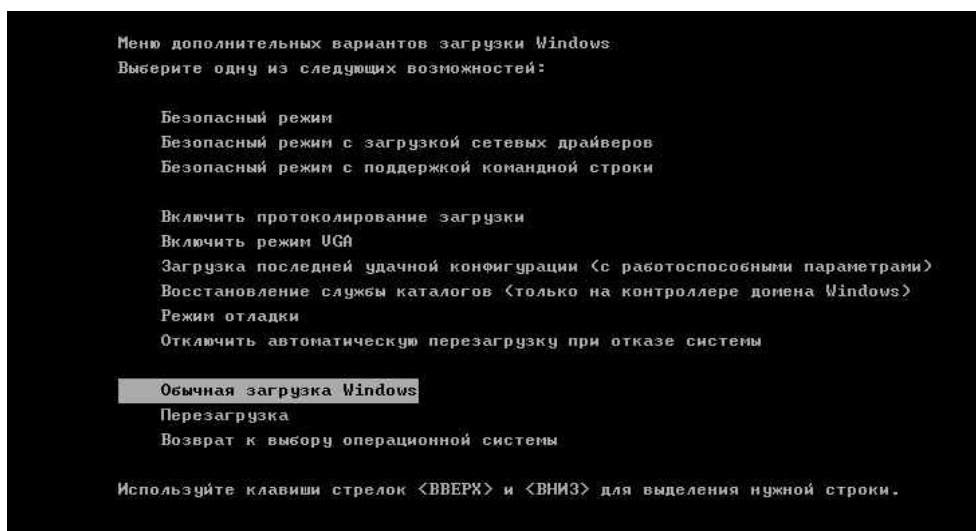 Меню дополнительных вариантов загрузки Windows
Выберите одну из следующих возможностей:
Безопасный режим
Безопасный режим с загрузкой сетевых драйверов
Безопасный режим с поддержкой командной строки
Включить протоколирование загрузки
Включить режим VGA
Загрузка последней удачной конфигурации (с работоспособными параметрами)
Восстановление службы каталогов (только на контроллере домена Windows)
Режим отладки
Отключить автоматическую перезагрузку при отказе системы
Обычная загрузка Windows
Перезагрузка
Возврат к выбору операционной системы
Используйте клавиши стрелок <ВВЕРХ> и <ВНИЗ> для выделения нужной строки.